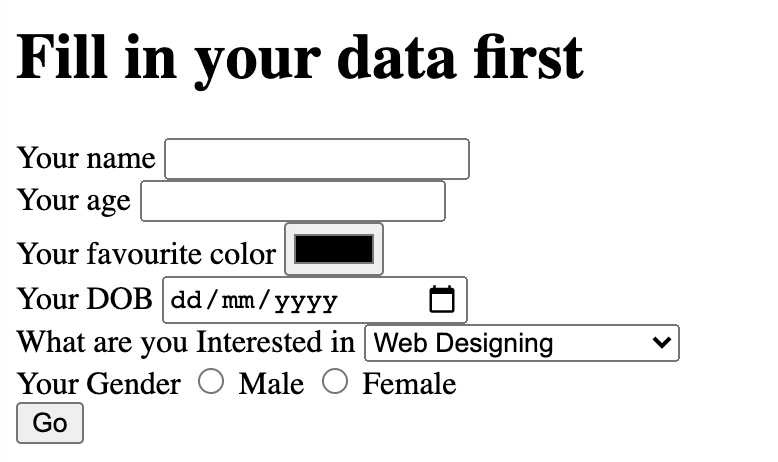 Fill in your data first
Your name
Your age
Your favourite color
Your DOB dd/mm/yyyy
What are you Interested in Web Designing
Your Gender Male Female
Go